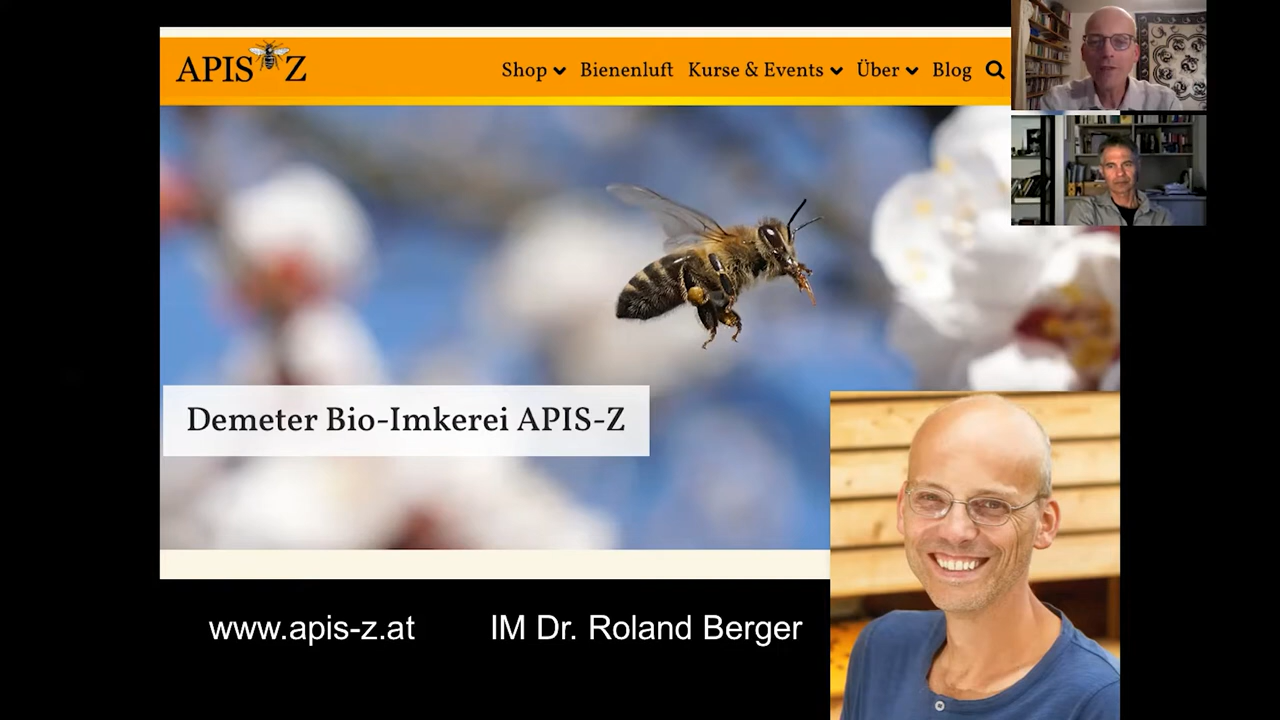 APIS Z
Shop Bienenluft Kurse & Events Über Blog
Demeter Bio-Imkerei APIS-Z
www.apis-z.at IM Dr. Roland Berger